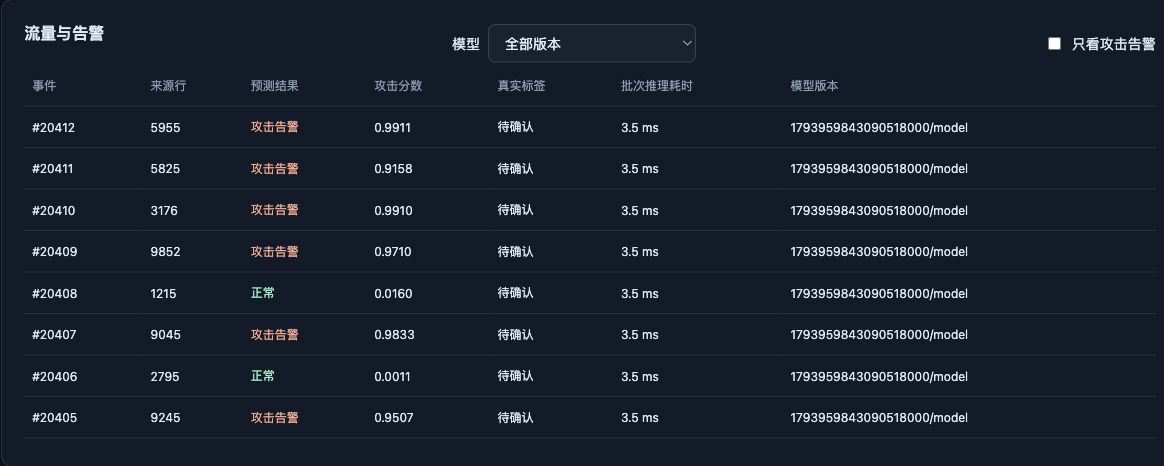 流量与告警
模型 全部版本 只看攻击告警
事件 来源行 预测结果 攻击分数 真实标签 批次推理耗时 模型版本
#20412 5955 攻击告警 0.9911 待确认 3.5 ms 1793959843090518000/model
#20411 5825 攻击告警 0.9158 待确认 3.5 ms 1793959843090518000/model
#20410 3176 攻击告警 0.9910 待确认 3.5 ms 1793959843090518000/model
#20409 9852 攻击告警 0.9710 待确认 3.5 ms 1793959843090518000/model
#20408 1215 正常 0.0160 待确认 3.5 ms 1793959843090518000/model
#20407 9045 攻击告警 0.9833 待确认 3.5 ms 1793959843090518000/model
#20406 2795 正常 0.0011 待确认 3.5 ms 1793959843090518000/model
#20405 9245 攻击告警 0.9507 待确认 3.5 ms 1793959843090518000/model